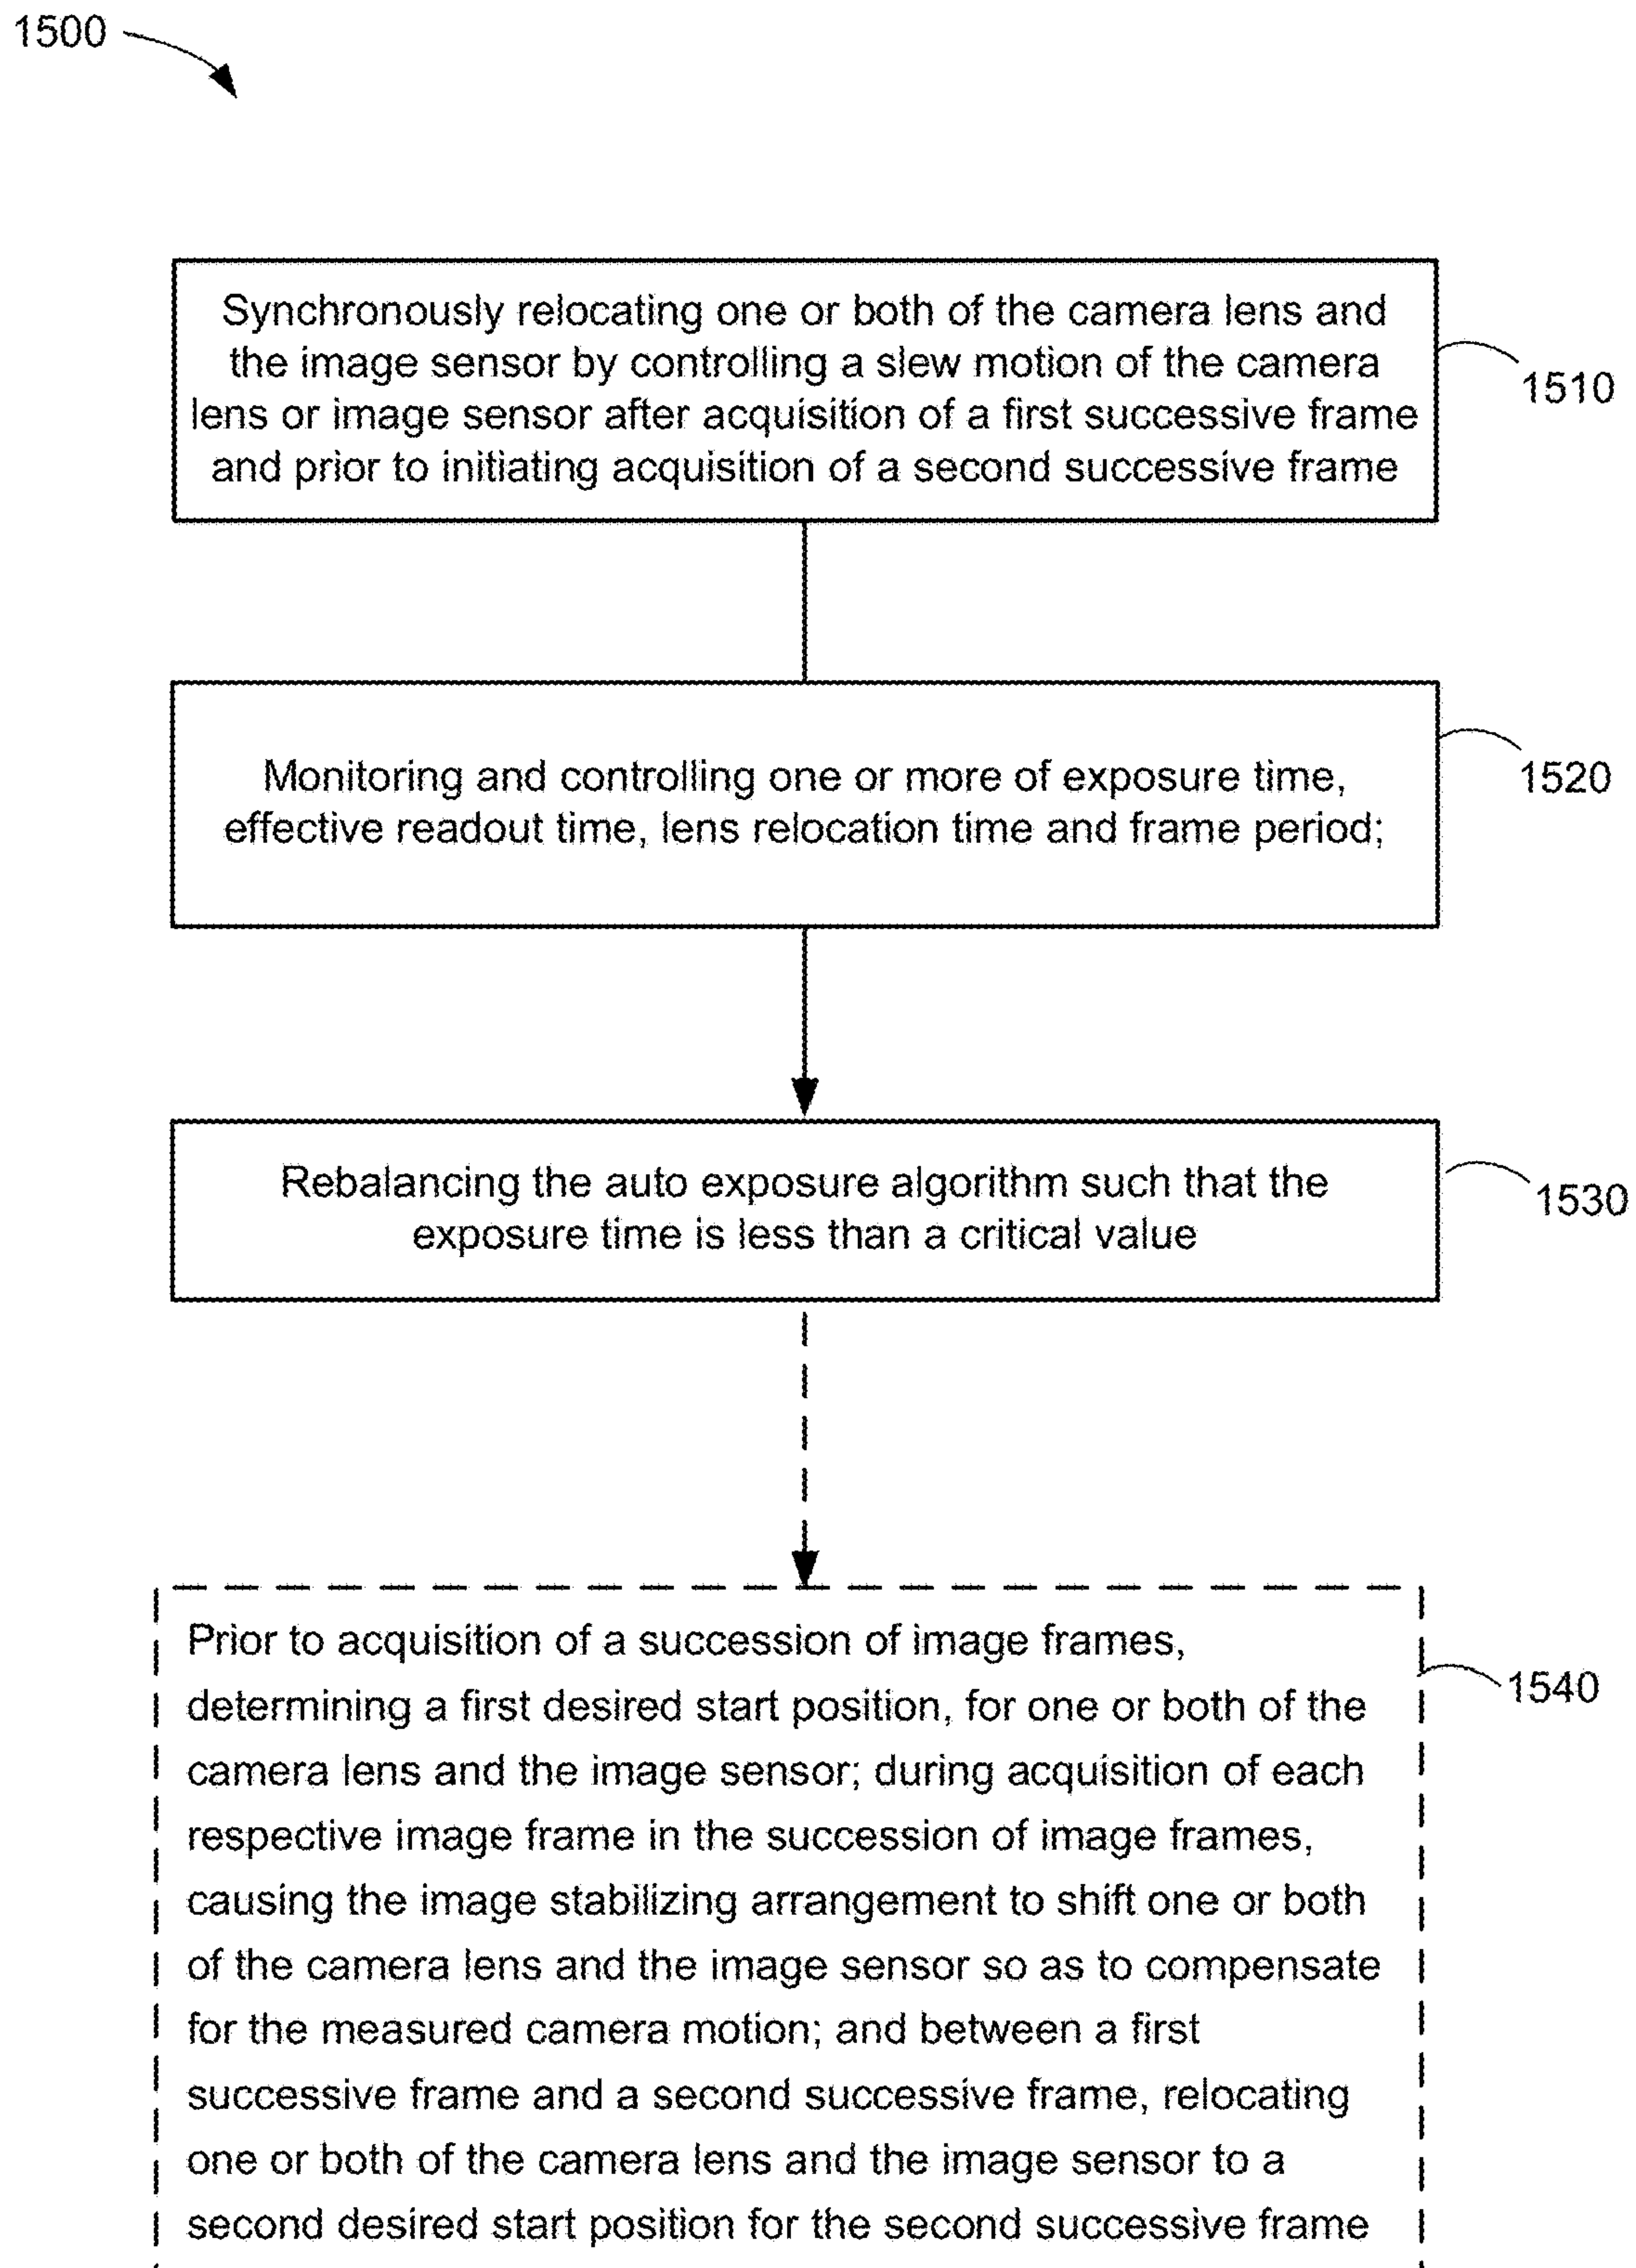 1500
Synchronously relocating one or both of the camera lens and
the image sensor by controlling a slew motion of the camera
lens or image sensor after acquisition of a first successive frame
and prior to initiating acquisition of a second successive frame
1510
Monitoring and controlling one or more of exposure time,
effective readout time, lens relocation time and frame period;
1520
Rebalancing the auto exposure algorithm such that the
exposure time is less than a critical value
1530
Prior to acquisition of a succession of image frames,
determining a first desired start position, for one or both of the
camera lens and the image sensor; during acquisition of each
respective image frame in the succession of image frames,
causing the image stabilizing arrangement to shift one or both
of the camera lens and the image sensor so as to compensate
for the measured camera motion; and between a first
successive frame and a second successive frame, relocating
one or both of the camera lens and the image sensor to a
second desired start position for the second successive frame
1540